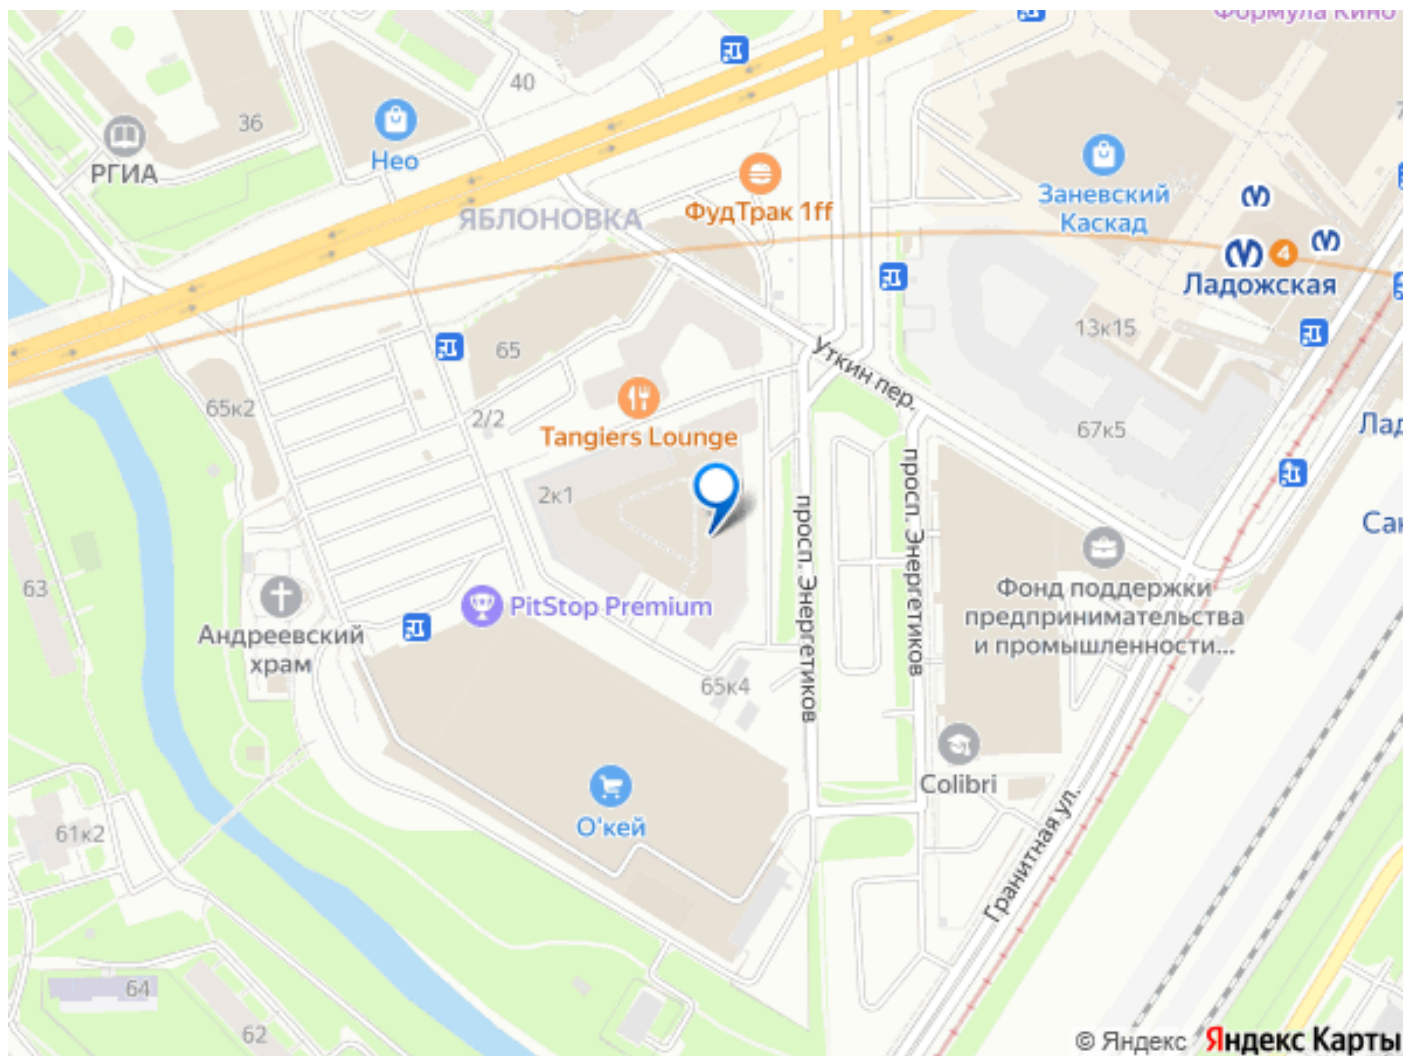 Формула Кино
40
36
РГИА
Нео
ЯБЛОНОВКА
ФудТрак 1ff
Заневский
Каскад
4
Ладожская
13к15
65
Уткин пер.
65к2
2/2
Tangiers Lounge
67к5
Лад
2к1
просп. Энергетиков
просп. Энергетиков
Сан
63
PitStop Premium
Фонд поддержки
предпринимательства
и промышленности...
Андреевский
храм
65к4
Colibri
О'кей
61к2
Гранитная ул.
64
62
© Яндекс Яндекс Карты